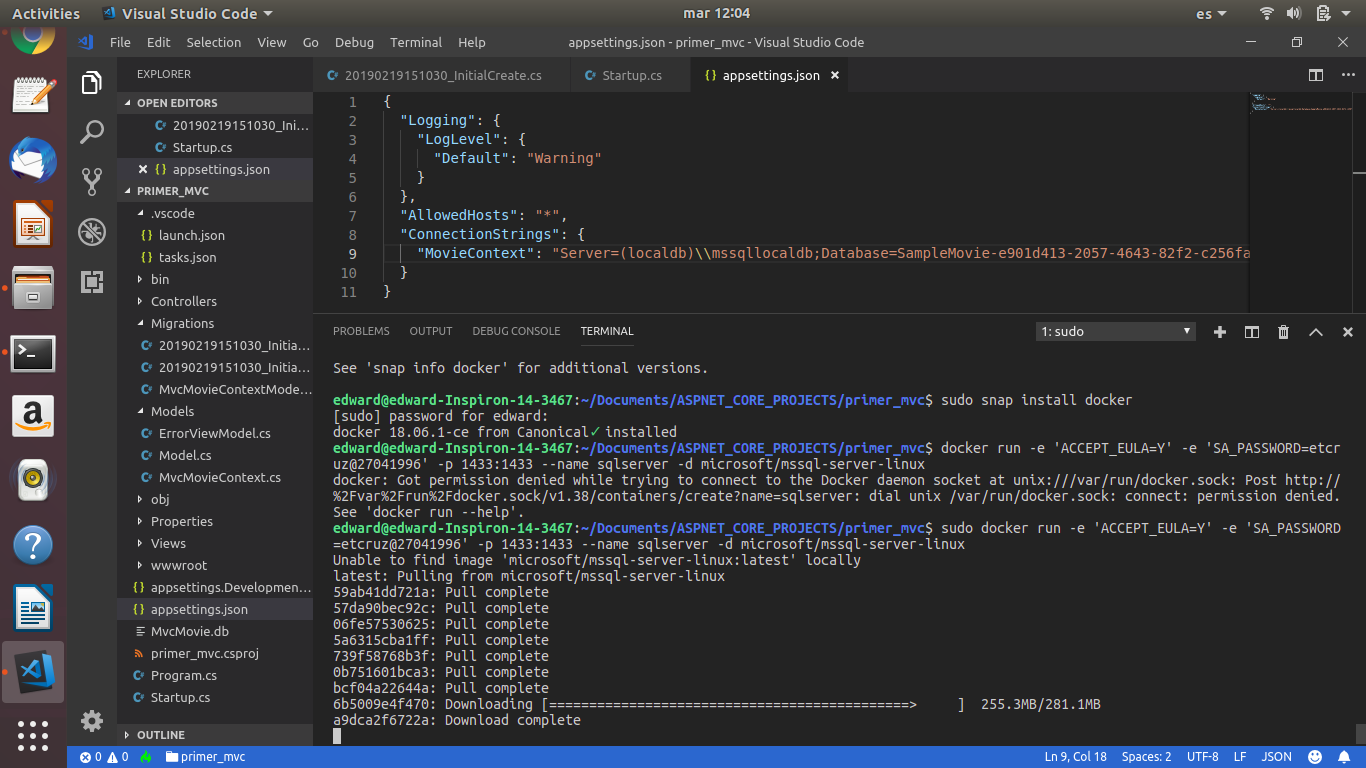 Activities
Visual Studio Code
mar 12:04
es
File Edit Selection View Go Debug Terminal Help
appsettings.json - primer_mvc - Visual Studio Code
EXPLORER
OPEN EDITORS
20190219151030_Ini...
Startup.cs
appsettings.json
PRIMER_MVC
.vscode
launch.json
tasks.json
bin
Controllers
Migrations
20190219151030_Initia...
20190219151030_Initia...
MvcMovieContextMode...
Models
ErrorViewModel.cs
Model.cs
MvcMovieContext.cs
obj
Properties
Views
wwwroot
appsettings.Developmen...
appsettings.json
MvcMovie.db
primer_mvc.csproj
Program.cs
Startup.cs
OUTLINE
20190219151030_InitialCreate.cs
Startup.cs
appsettings.json
1 {
2 "Logging": {
3 "LogLevel": {
4 "Default": "Warning"
5 }
6 },
7 "AllowedHosts": "*",
8 "ConnectionStrings": {
9 "MovieContext": "Server=(localdb)\\mssqllocaldb;Database=SampleMovie-e901d413-2057-4643-82f2-c256fa
10 }
11 }
PROBLEMS OUTPUT DEBUG CONSOLE TERMINAL
1: sudo
See 'snap info docker' for additional versions.
edward@edward-Inspiron-14-3467:~/Documents/ASPNET_CORE_PROJECTS/primer_mvc$ sudo snap install docker
[sudo] password for edward:
docker 18.06.1-ce from Canonical✓ installed
edward@edward-Inspiron-14-3467:~/Documents/ASPNET_CORE_PROJECTS/primer_mvc$ docker run -e 'ACCEPT_EULA=Y' -e 'SA_PASSWORD=etcr
uz@27041996' -p 1433:1433 --name sqlserver -d microsoft/mssql-server-linux
docker: Got permission denied while trying to connect to the Docker daemon socket at unix:///var/run/docker.sock: Post http://
%2Fvar%2Frun%2Fdocker.sock/v1.38/containers/create?name=sqlserver: dial unix /var/run/docker.sock: connect: permission denied.
See 'docker run --help'.
edward@edward-Inspiron-14-3467:~/Documents/ASPNET_CORE_PROJECTS/primer_mvc$ sudo docker run -e 'ACCEPT_EULA=Y' -e 'SA_PASSWORD
=etcruz@27041996' -p 1433:1433 --name sqlserver -d microsoft/mssql-server-linux
Unable to find image 'microsoft/mssql-server-linux:latest' locally
latest: Pulling from microsoft/mssql-server-linux
59ab41dd721a: Pull complete
57da90bec92c: Pull complete
06fe57530625: Pull complete
5a6315cba1ff: Pull complete
739f58768b3f: Pull complete
0b751601bca3: Pull complete
bcf04a22644a: Pull complete
6b5009e4f470: Downloading [=============================================> ] 255.3MB/281.1MB
a9dca2f6722a: Download complete
0 0 primer_mvc
Ln 9, Col 18 Spaces: 2 UTF-8 LF JSON